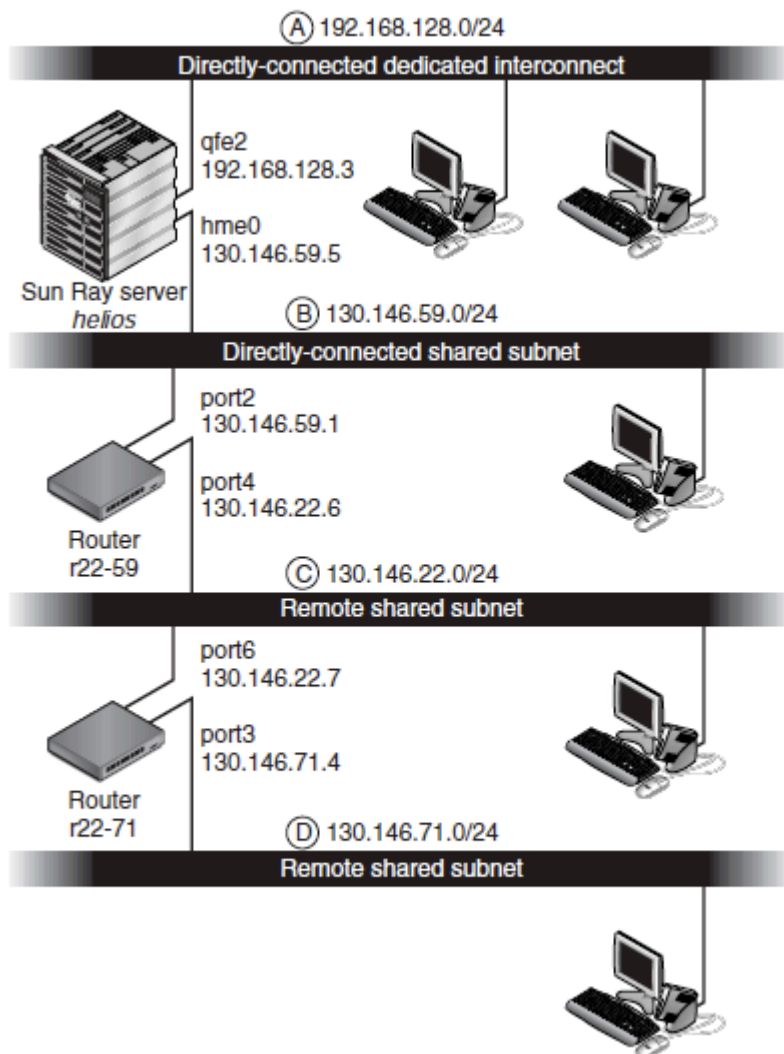 A 192.168.128.0/24
Directly-connected dedicated interconnect
qfe2
192.168.128.3
hme0
130.146.59.5
Sun Ray server
helios
B 130.146.59.0/24
Directly-connected shared subnet
port2
130.146.59.1
port4
130.146.22.6
Router
r22-59
C 130.146.22.0/24
Remote shared subnet
port6
130.146.22.7
port3
130.146.71.4
Router
r22-71
D 130.146.71.0/24
Remote shared subnet